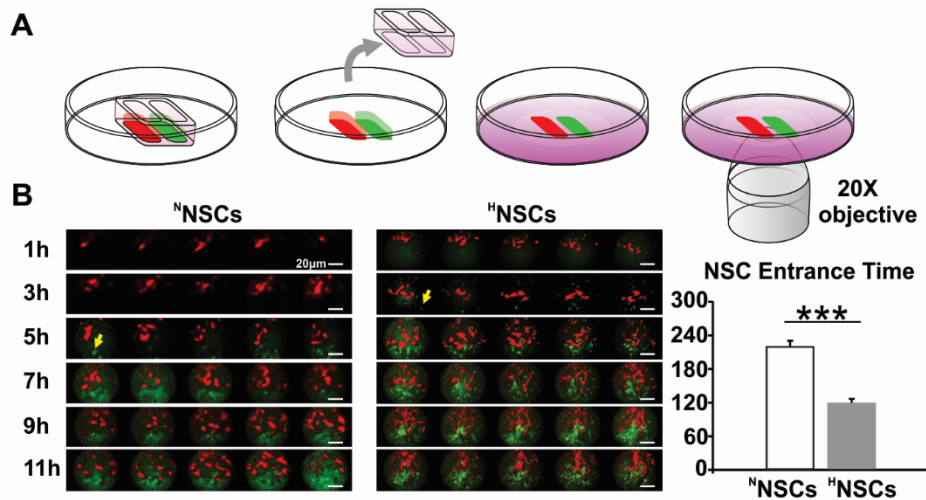 A
20X
objective
B
ᴺNSCs
ᴴNSCs
1h
20µm
3h
5h
7h
9h
11h
NSC Entrance Time
300
240
180
120
60
0
***
ᴺNSCs ᴴNSCs